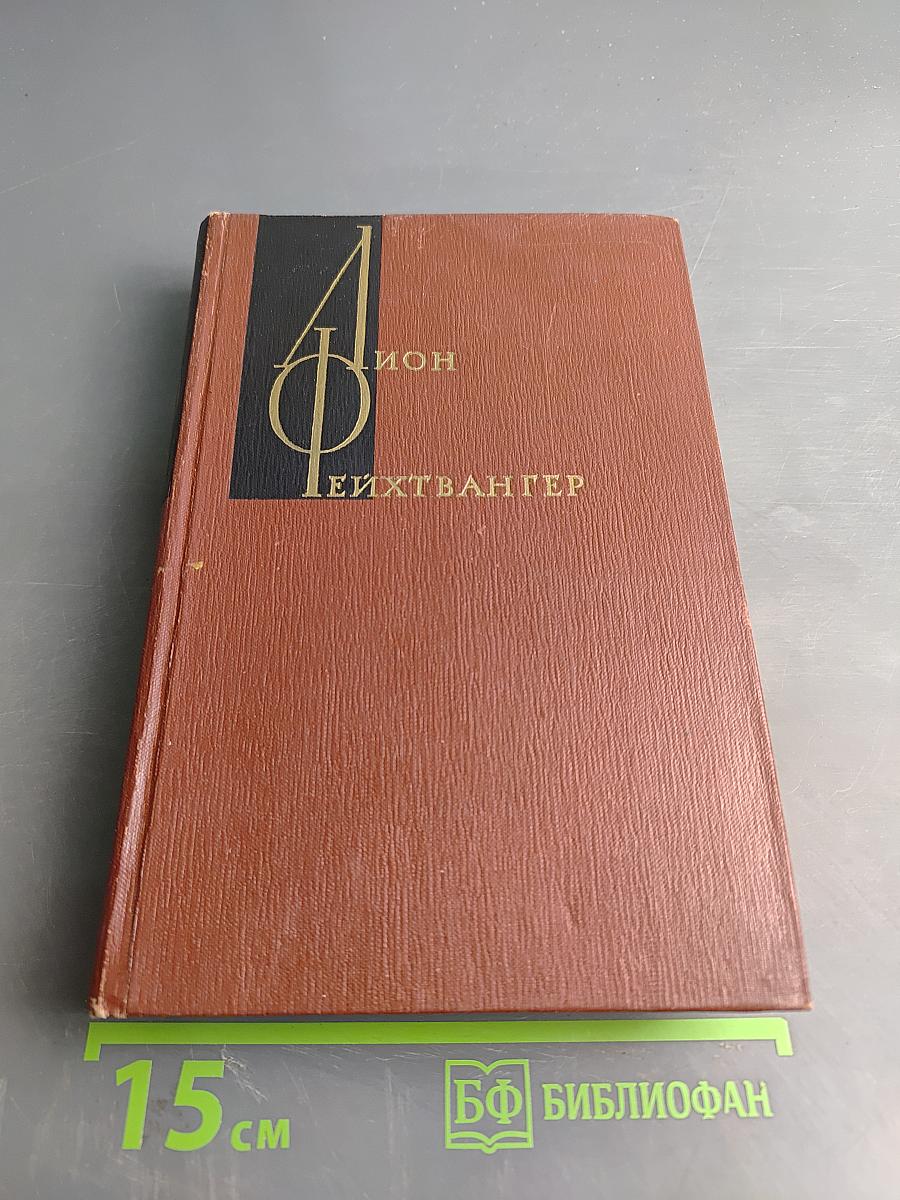 Лион
Фейхтвангер
15 см
БФ БИБЛИОФАН